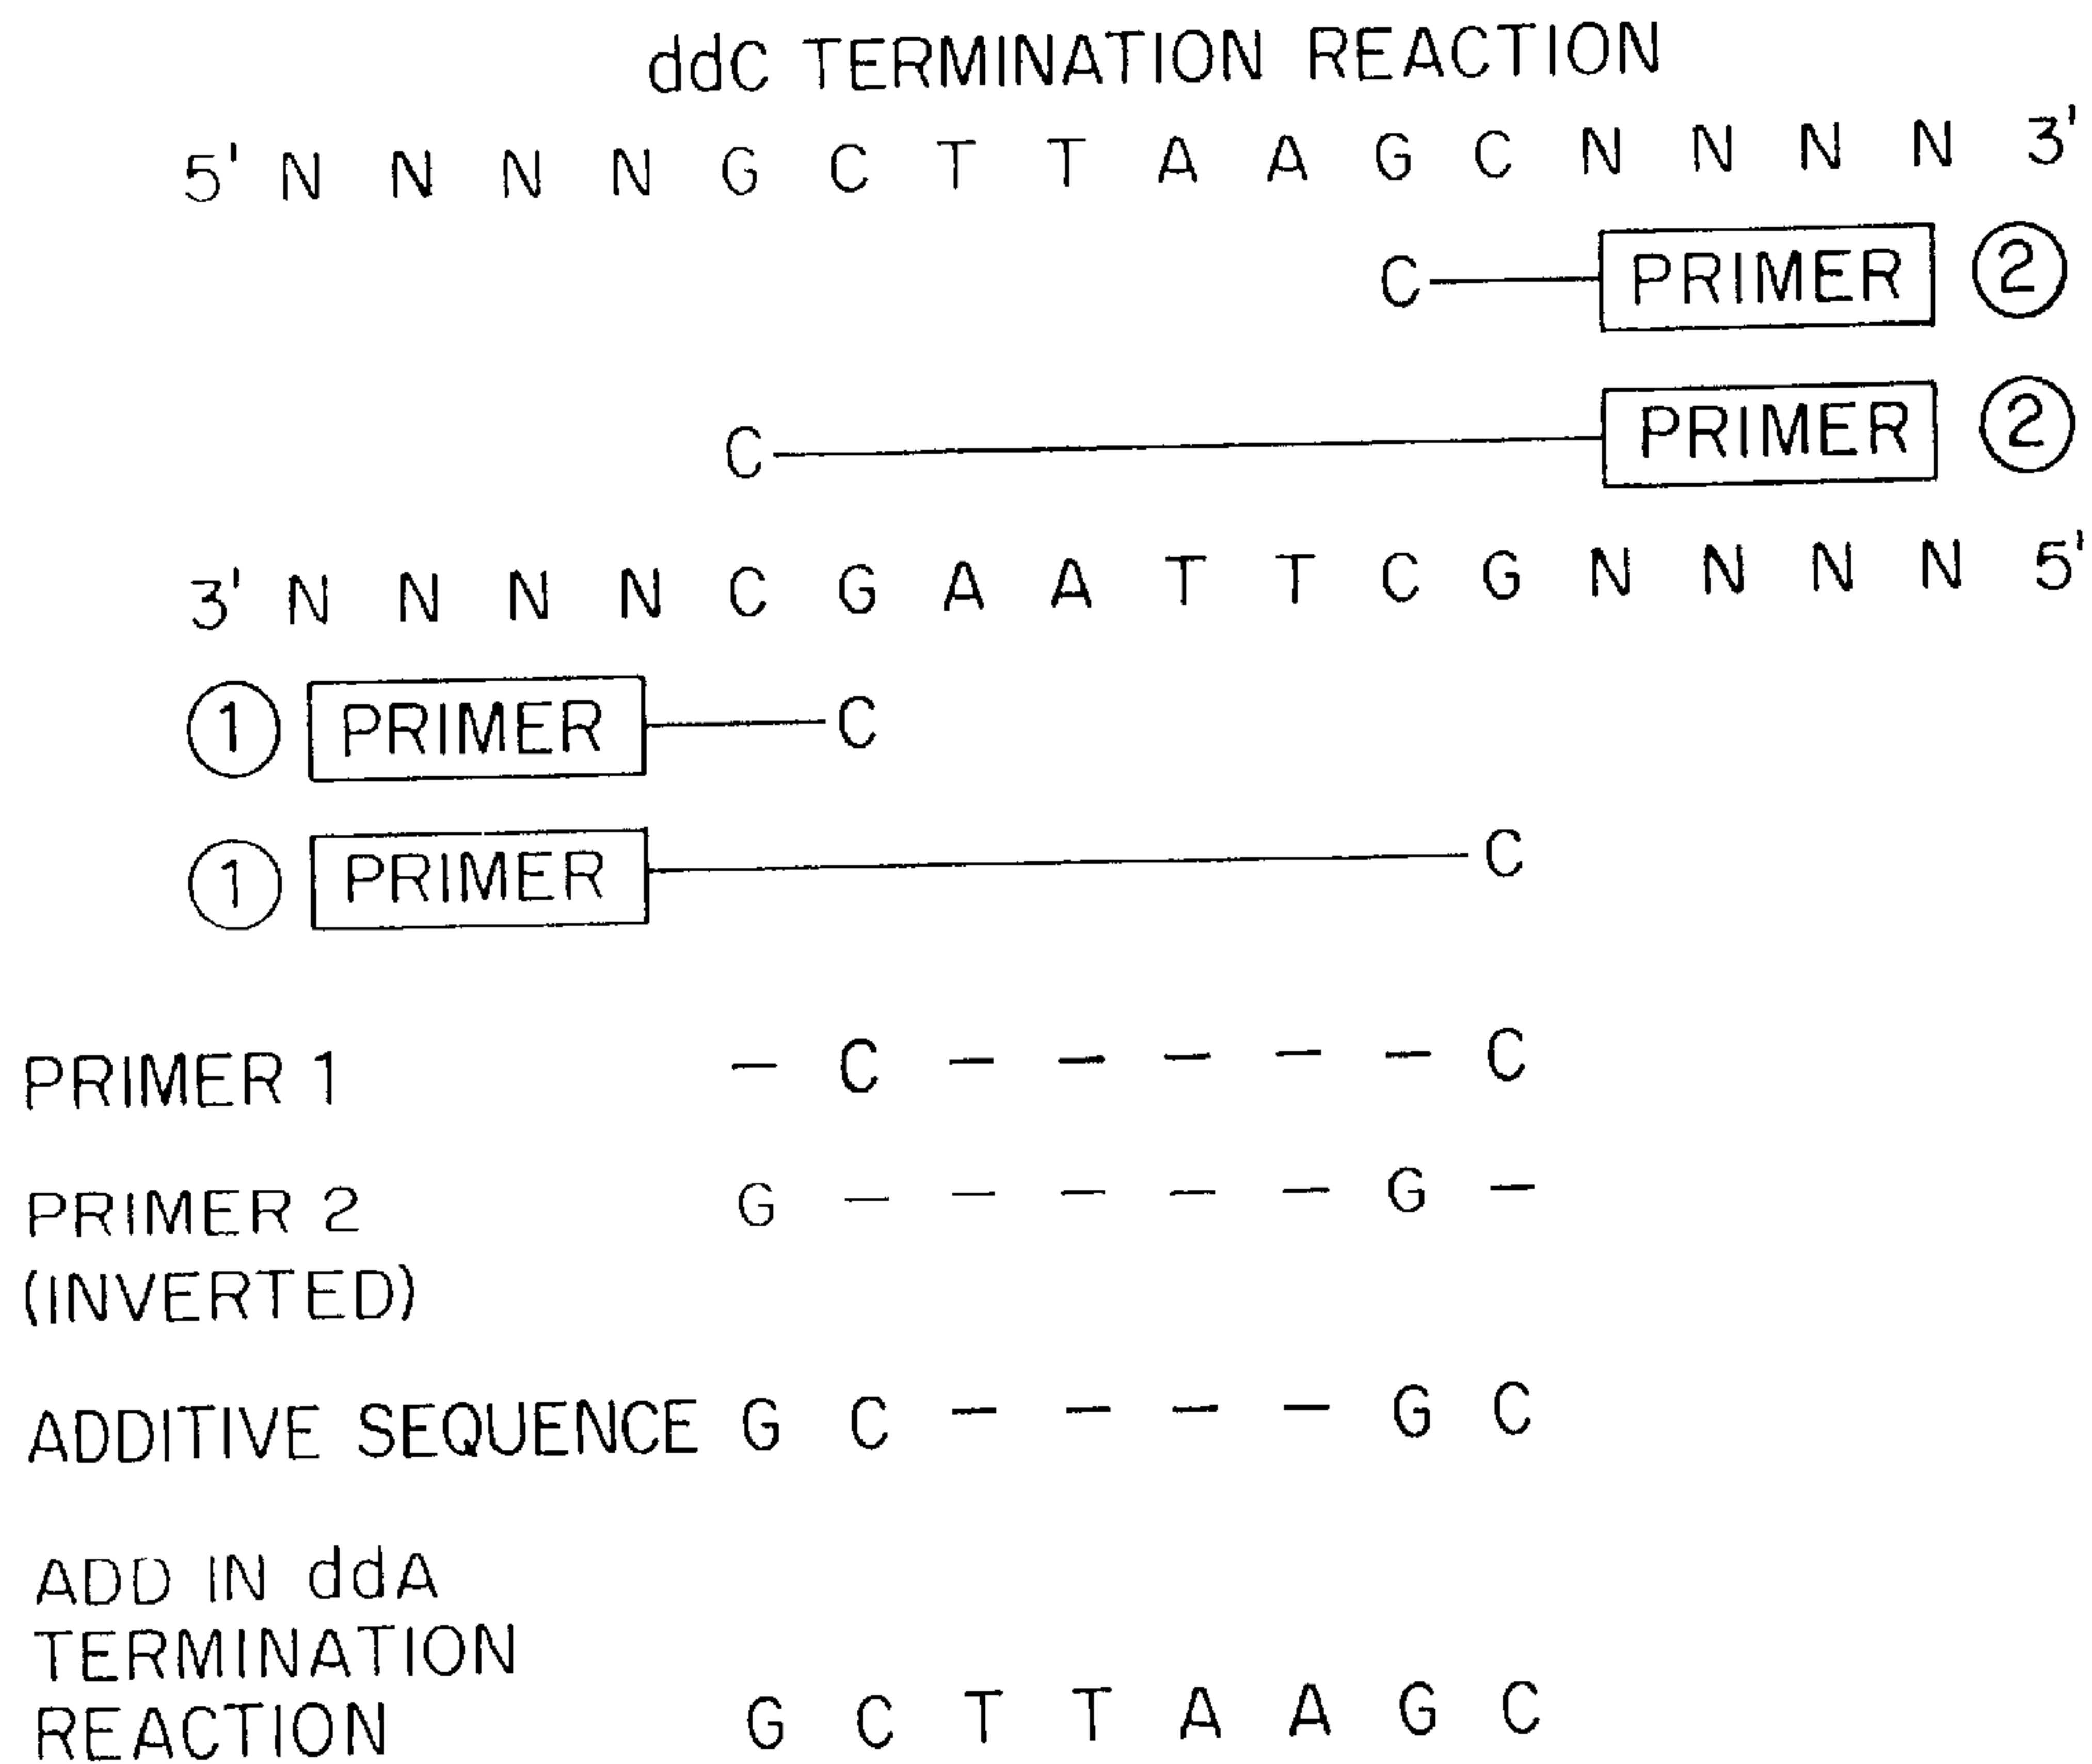 ddC TERMINATION REACTION
5' N N N N G C T T A A G C N N N N 3'
C PRIMER 2
C PRIMER 2
3' N N N N C G A A T T C G N N N N 5'
1 PRIMER C
1 PRIMER C
PRIMER 1 – C – – – – – C
PRIMER 2 G – – – – – G –
(INVERTED)
ADDITIVE SEQUENCE G C – – – – G C
ADD IN ddA
TERMINATION
REACTION G C T T A A G C